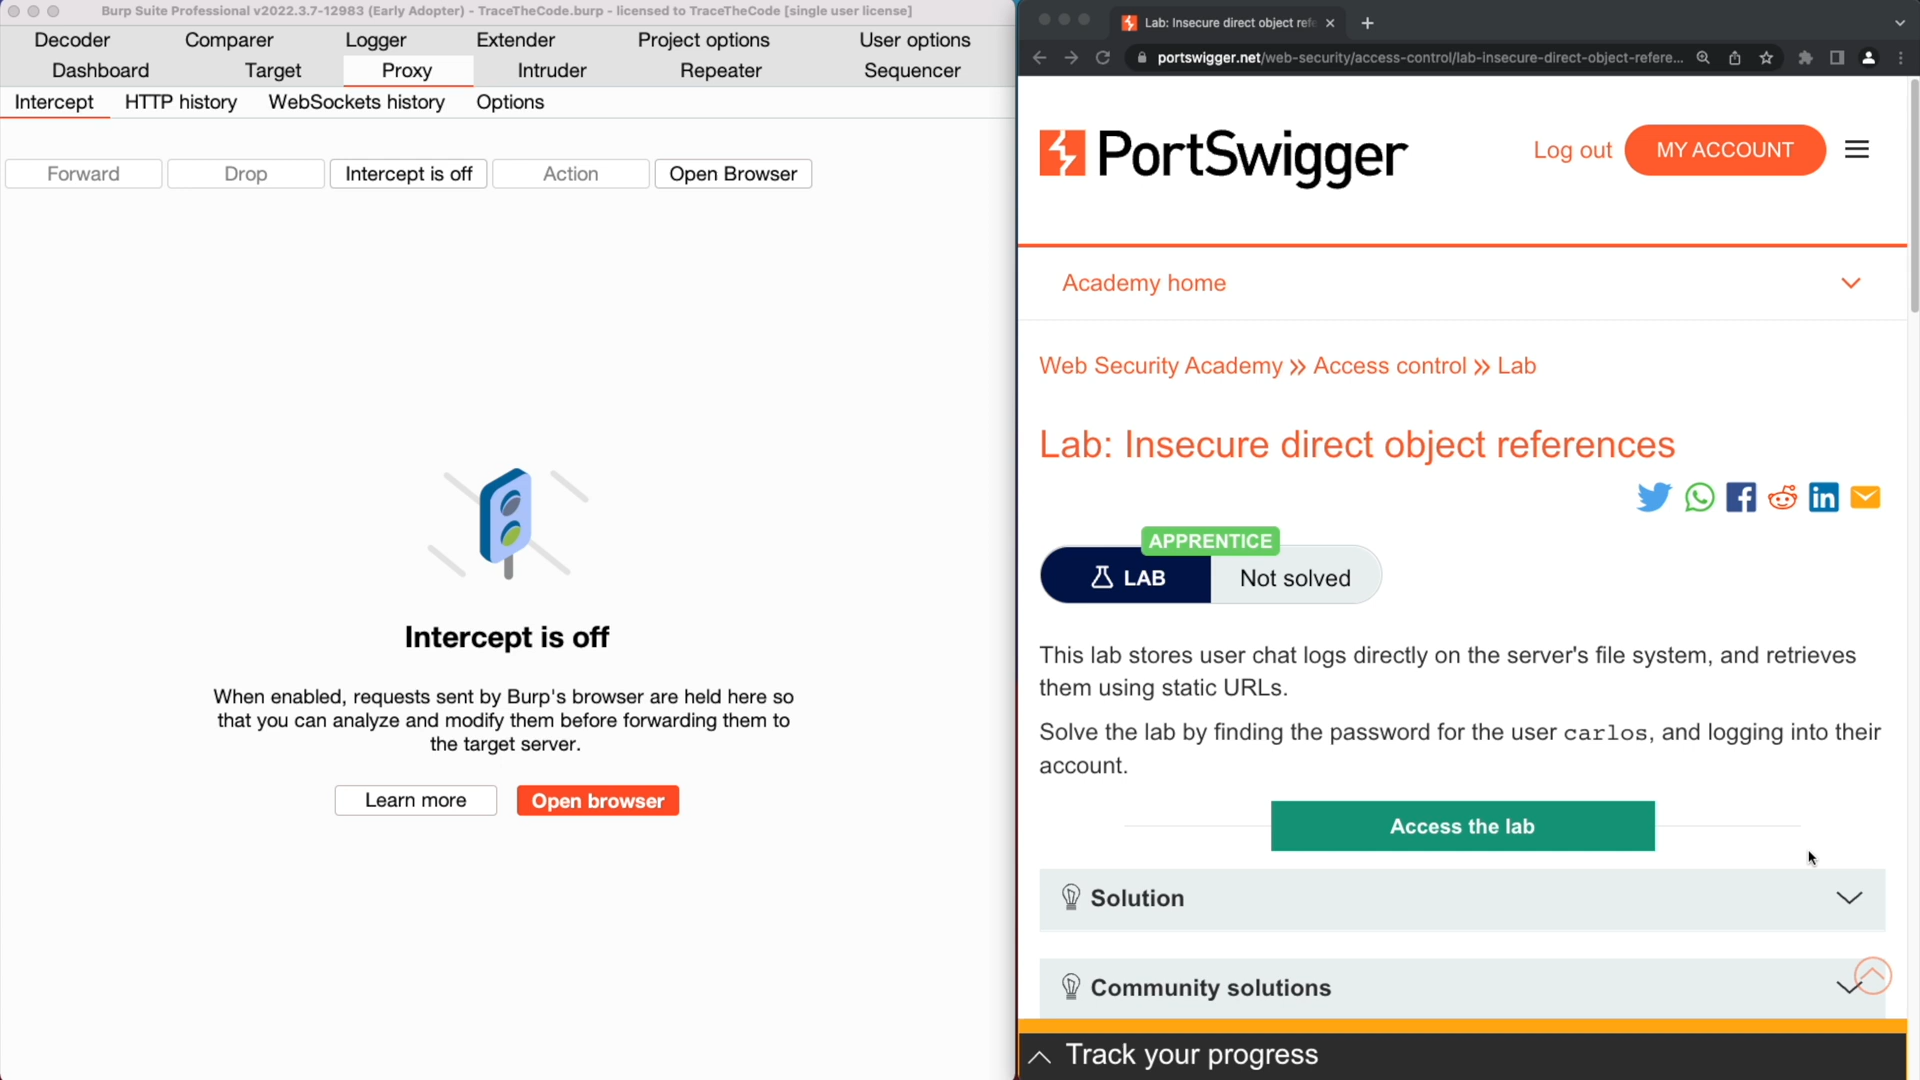 Burp Suite Professional v2022.3.7-12983 (Early Adopter) - TraceTheCode.burp - licensed to TraceTheCode [single user license]
Decoder Comparer Logger Extender Project options User options
Dashboard Target Proxy Intruder Repeater Sequencer
Intercept HTTP history WebSockets history Options
Forward Drop Intercept is off Action Open Browser
Intercept is off
When enabled, requests sent by Burp's browser are held here so
that you can analyze and modify them before forwarding them to
the target server.
Learn more Open browser
Lab: Insecure direct object refe
portswigger.net/web-security/access-control/lab-insecure-direct-object-refere...
PortSwigger
Log out MY ACCOUNT
Academy home
Web Security Academy » Access control » Lab
Lab: Insecure direct object references
APPRENTICE
LAB Not solved
This lab stores user chat logs directly on the server's file system, and retrieves
them using static URLs.
Solve the lab by finding the password for the user carlos, and logging into their
account.
Access the lab
Solution
Community solutions
Track your progress